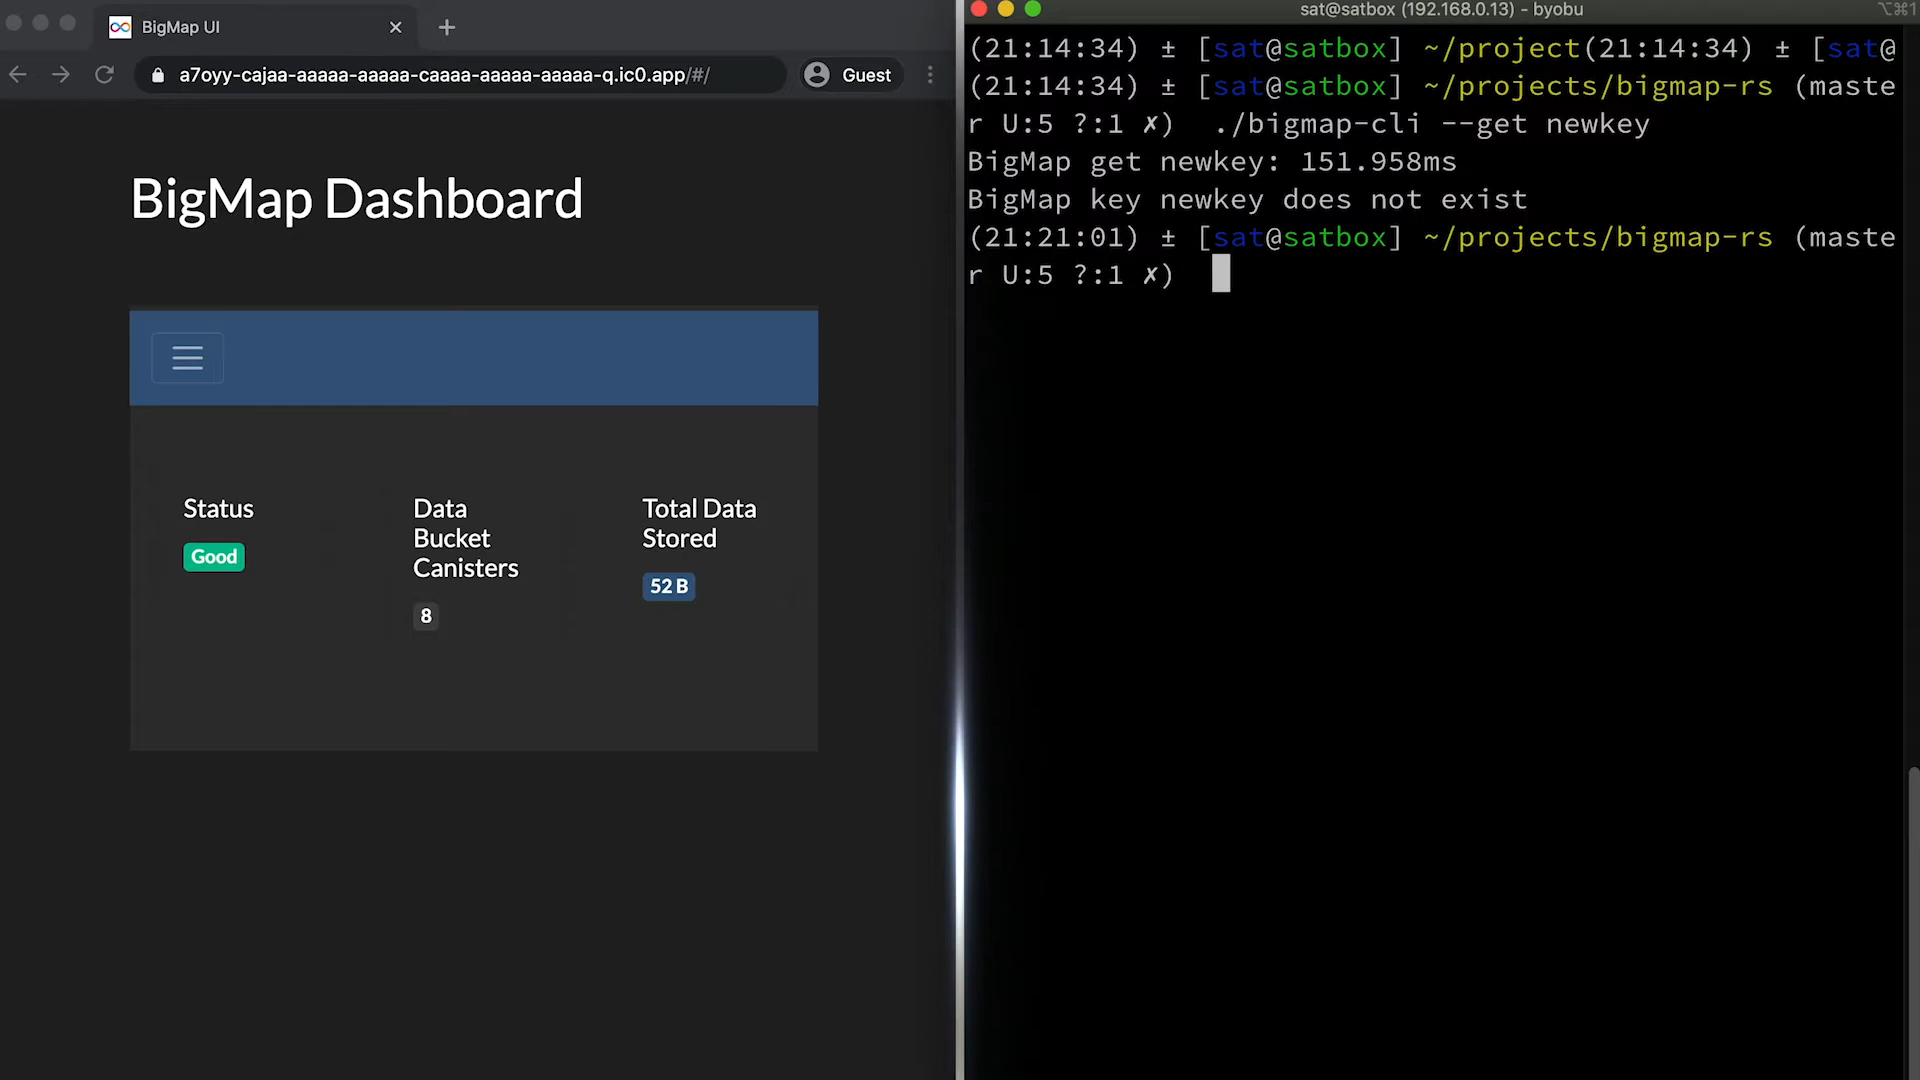 BigMap UI
a7oyy-cajaa-aaaaa-aaaaa-caaaa-aaaaa-aaaaa-q.ic0.app/#/
Guest
BigMap Dashboard
Status
Good
Data
Bucket
Canisters
8
Total Data
Stored
52 B
sat@satbox (192.168.0.13) - byobu
⌥⌘1
(21:14:34) ± [sat@satbox] ~/project(21:14:34) ± [sat@
(21:14:34) ± [sat@satbox] ~/projects/bigmap-rs (maste
r U:5 ?:1 ✗) ./bigmap-cli --get newkey
BigMap get newkey: 151.958ms
BigMap key newkey does not exist
(21:21:01) ± [sat@satbox] ~/projects/bigmap-rs (maste
r U:5 ?:1 ✗)